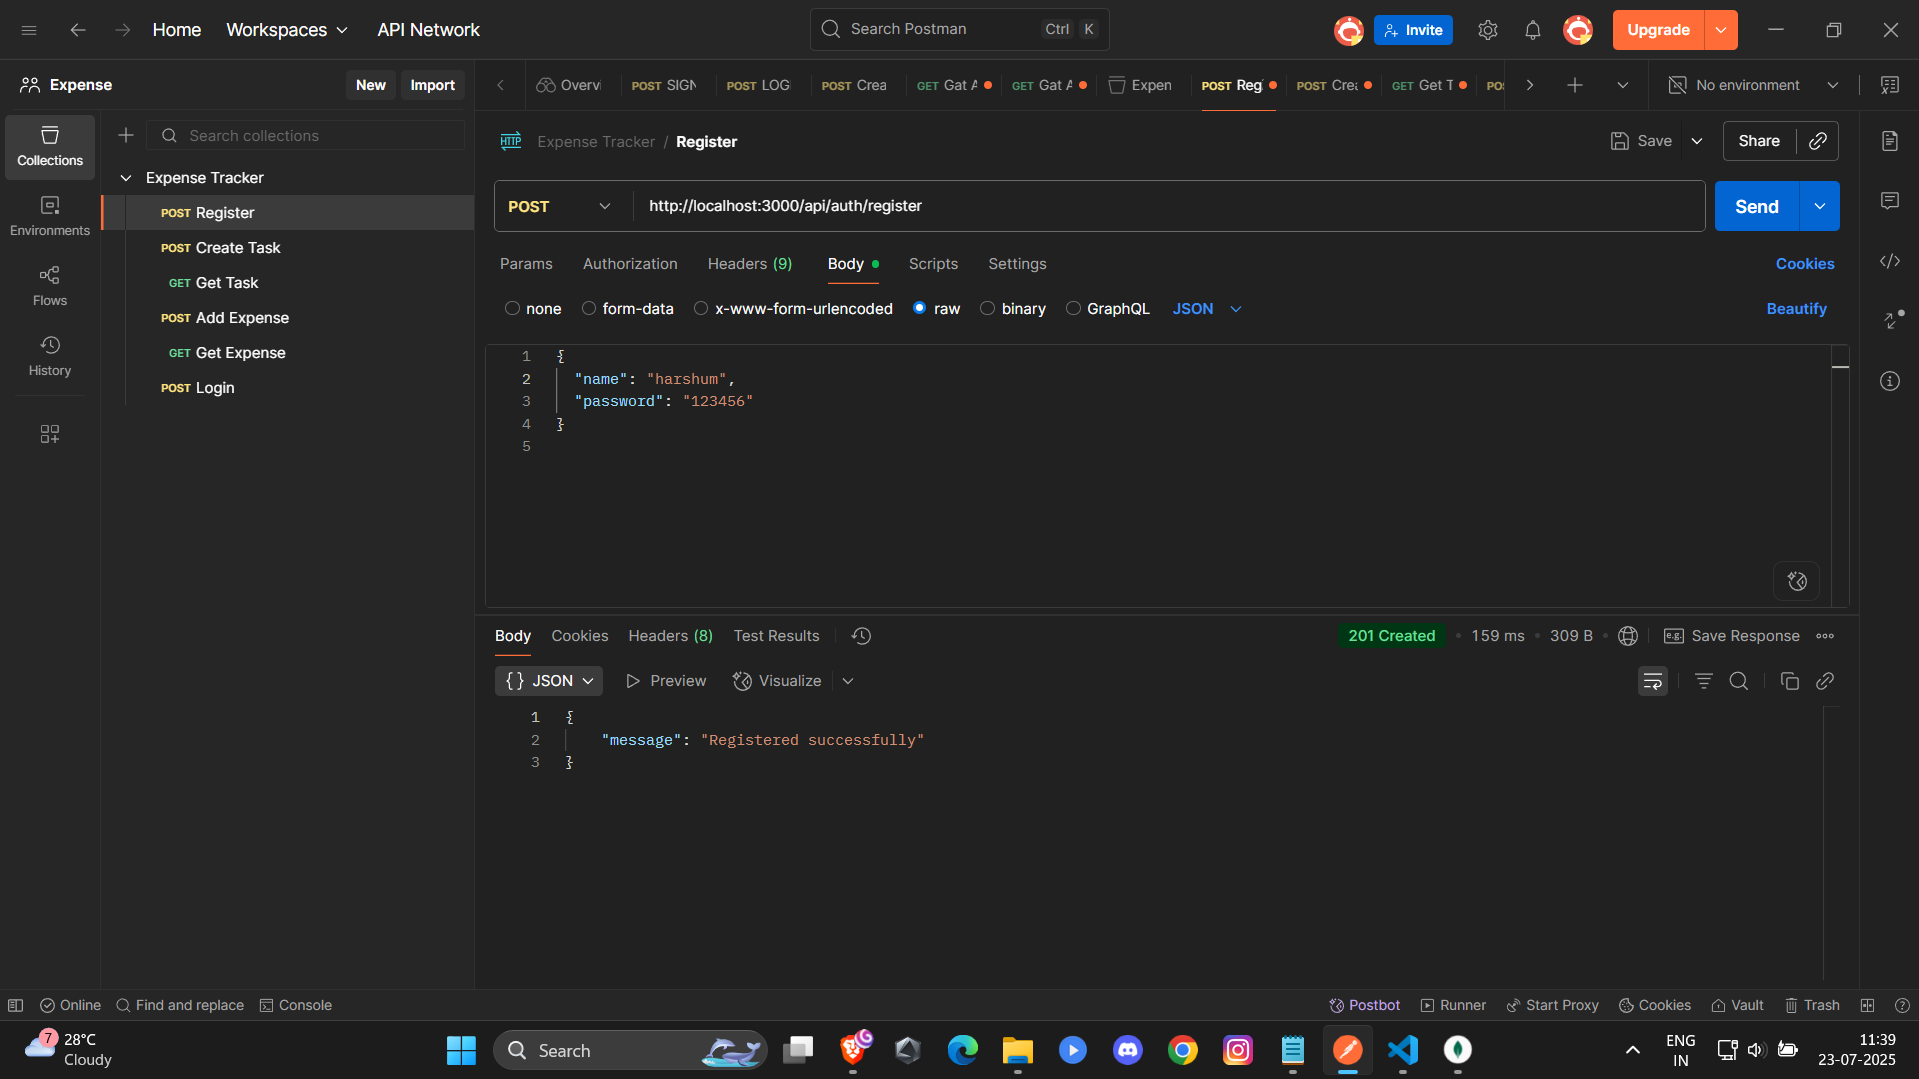 Home Workspaces API Network Search Postman Ctrl K Invite Upgrade
Expense New Import Overvi POST SIGN POST LOG POST Crea GET Gat A GET Gat A Expen POST Reg POST Crea GET Get T POS No environment
Collections
Environments
Flows
History
Search collections
Expense Tracker
POST Register
POST Create Task
GET Get Task
POST Add Expense
GET Get Expense
POST Login
HTTP Expense Tracker / Register Save Share
POST http://localhost:3000/api/auth/register Send
Params Authorization Headers (9) Body Scripts Settings Cookies
none form-data x-www-form-urlencoded raw binary GraphQL JSON Beautify
1 {
2 "name": "harshum",
3 "password": "123456"
4 }
5
Body Cookies Headers (8) Test Results 201 Created • 159 ms • 309 B • e.g. Save Response
{} JSON Preview Visualize
1 {
2 "message": "Registered successfully"
3 }
Online Find and replace Console Postbot Runner Start Proxy Cookies Vault Trash
7 28°C
Cloudy
Search
ENG
IN
11:39
23-07-2025